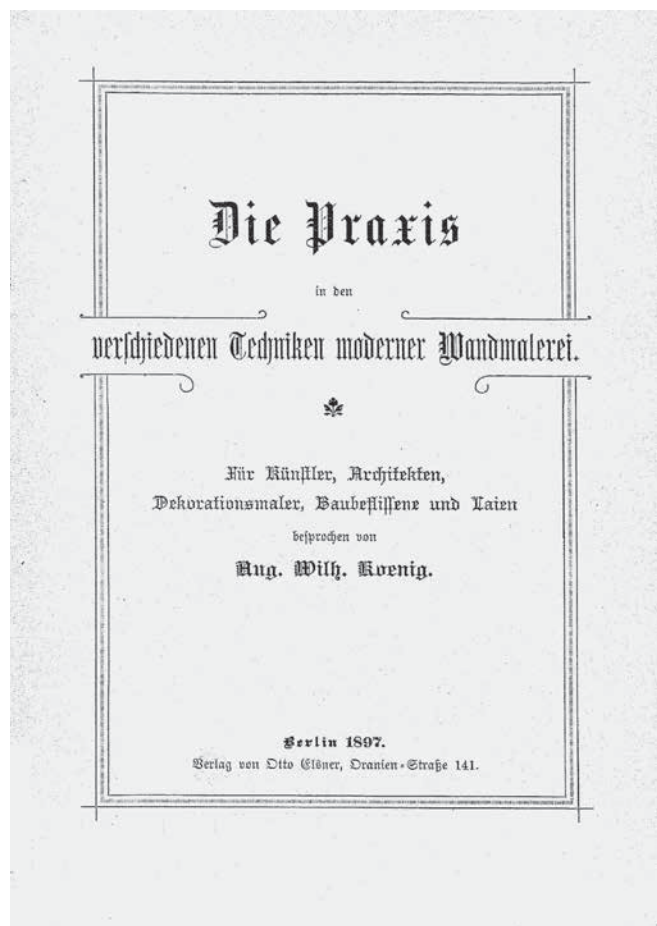 Die Praxis
in den
verschiedenen Techniken moderner Wandmalerei.
Für Künstler, Architekten,
Dekorationsmaler, Baubeflissene und Laien
besprochen von
Aug. Wilh. Koenig.
Berlin 1897.
Verlag von Otto Elsner, Oranien-Straße 141.